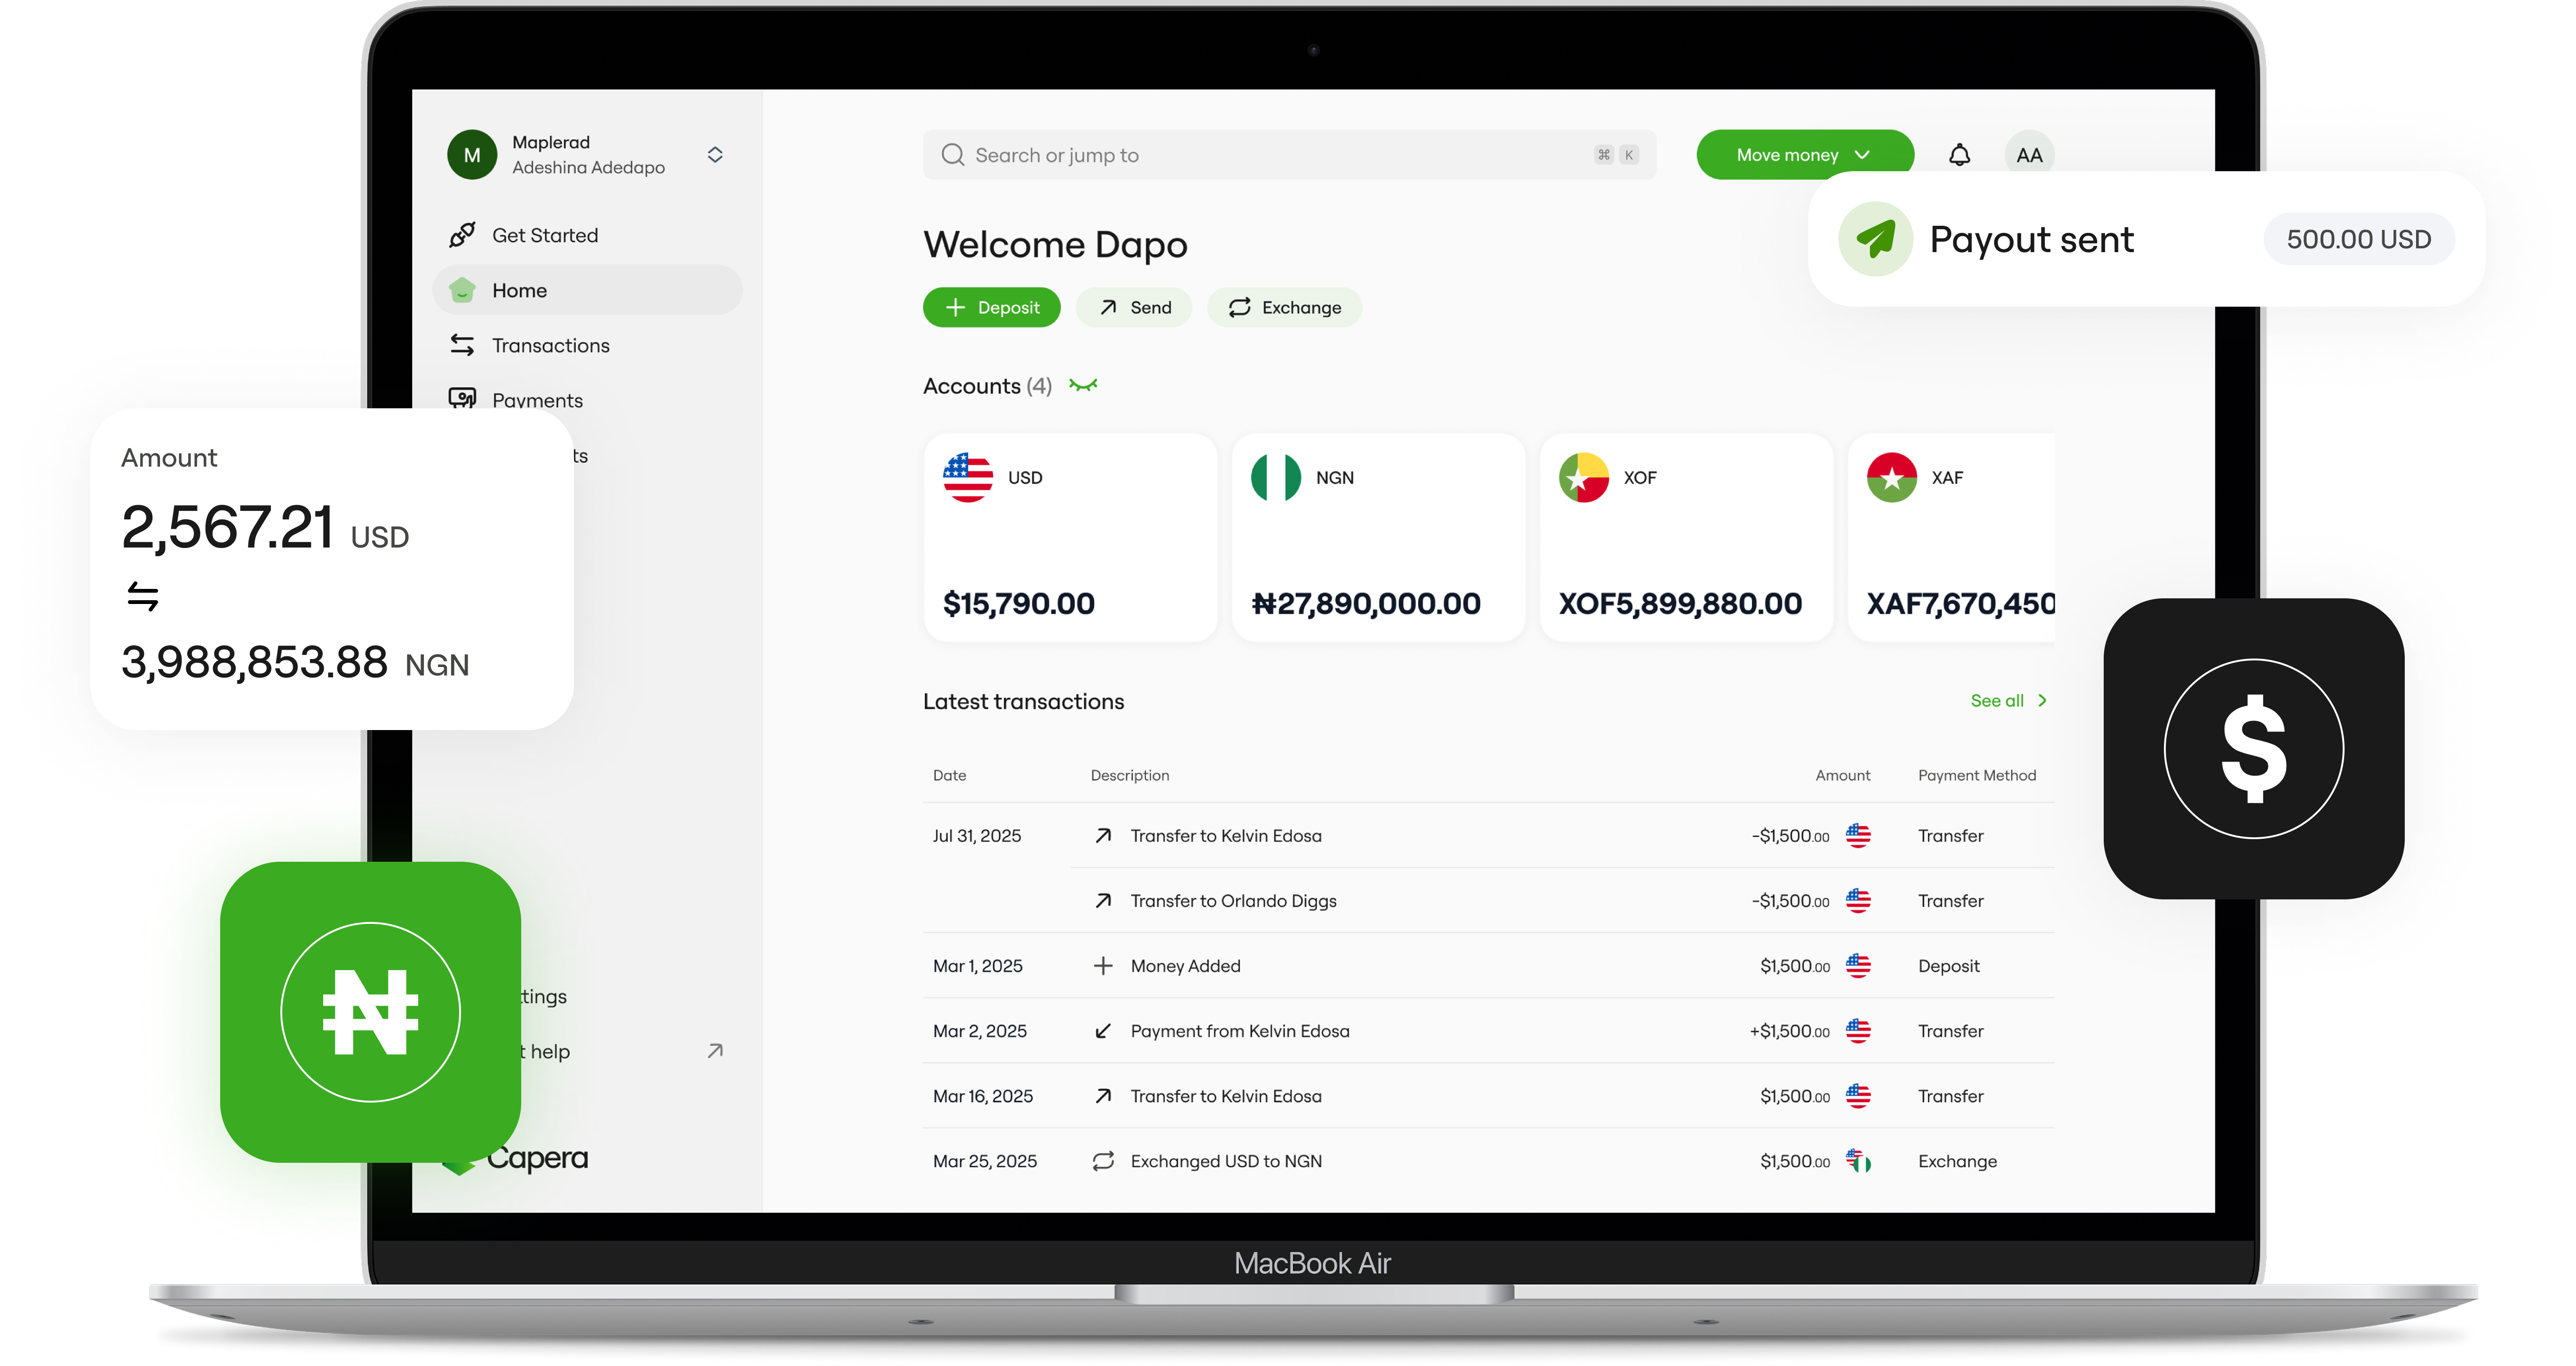 M
Maplerad
Adeshina Adedapo
Get Started
Home
Transactions
Payments
ts
tings
t help
Capera
Search or jump to
⌘ K
Move money
AA
Payout sent
500.00 USD
Welcome Dapo
Deposit
Send
Exchange
Accounts (4)
USD
$15,790.00
NGN
₦27,890,000.00
XOF
XOF5,899,880.00
XAF
XAF7,670,450
Amount
2,567.21 USD
3,988,853.88 NGN
Latest transactions
See all
Date Description Amount Payment Method
Jul 31, 2025 Transfer to Kelvin Edosa -$1,500.00 Transfer
Transfer to Orlando Diggs -$1,500.00 Transfer
Mar 1, 2025 Money Added $1,500.00 Deposit
Mar 2, 2025 Payment from Kelvin Edosa +$1,500.00 Transfer
Mar 16, 2025 Transfer to Kelvin Edosa $1,500.00 Transfer
Mar 25, 2025 Exchanged USD to NGN $1,500.00 Exchange
₦
$
MacBook Air